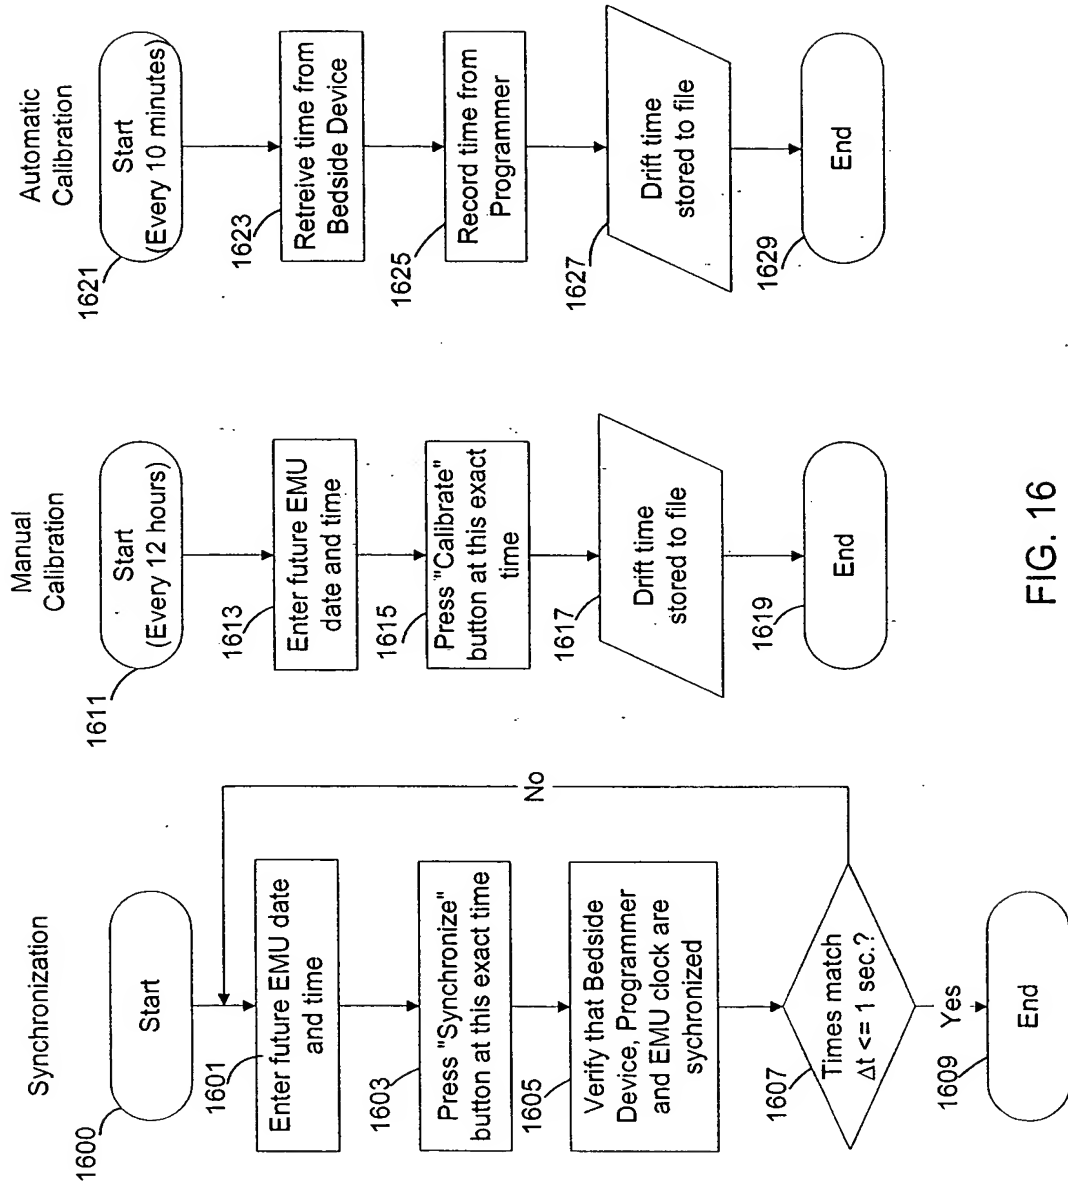 Synchronization
1600
Start
1601
Enter future EMU date
and time
1603
Press "Synchronize"
button at this exact time
1605
Verify that Bedside
Device, Programmer
and EMU clock are
sychronized
1607
Times match
Δt <= 1 sec.?
No
Yes
1609
End
Manual
Calibration
1611
Start
(Every 12 hours)
1613
Enter future EMU
date and time
1615
Press "Calibrate"
button at this exact
time
1617
Drift time
stored to file
1619
End
Automatic
Calibration
1621
Start
(Every 10 minutes)
1623
Retreive time from
Bedside Device
1625
Record time from
Programmer
1627
Drift time
stored to file
1629
End
FIG. 16